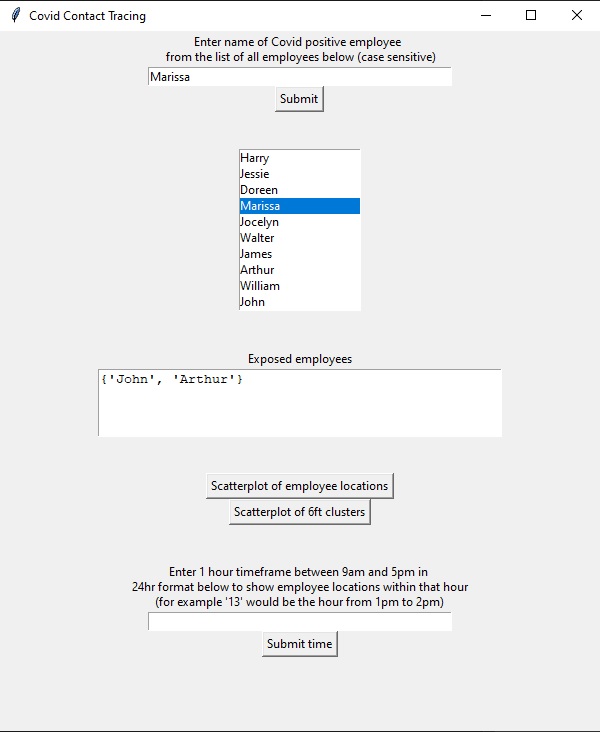 Covid Contact Tracing
Enter name of Covid positive employee
from the list of all employees below (case sensitive)
Marissa
Submit
Harry
Jessie
Doreen
Marissa
Jocelyn
Walter
James
Arthur
William
John
Exposed employees
{'John', 'Arthur'}
Scatterplot of employee locations
Scatterplot of 6ft clusters
Enter 1 hour timeframe between 9am and 5pm in
24hr format below to show employee locations within that hour
(for example '13' would be the hour from 1pm to 2pm)
Submit time